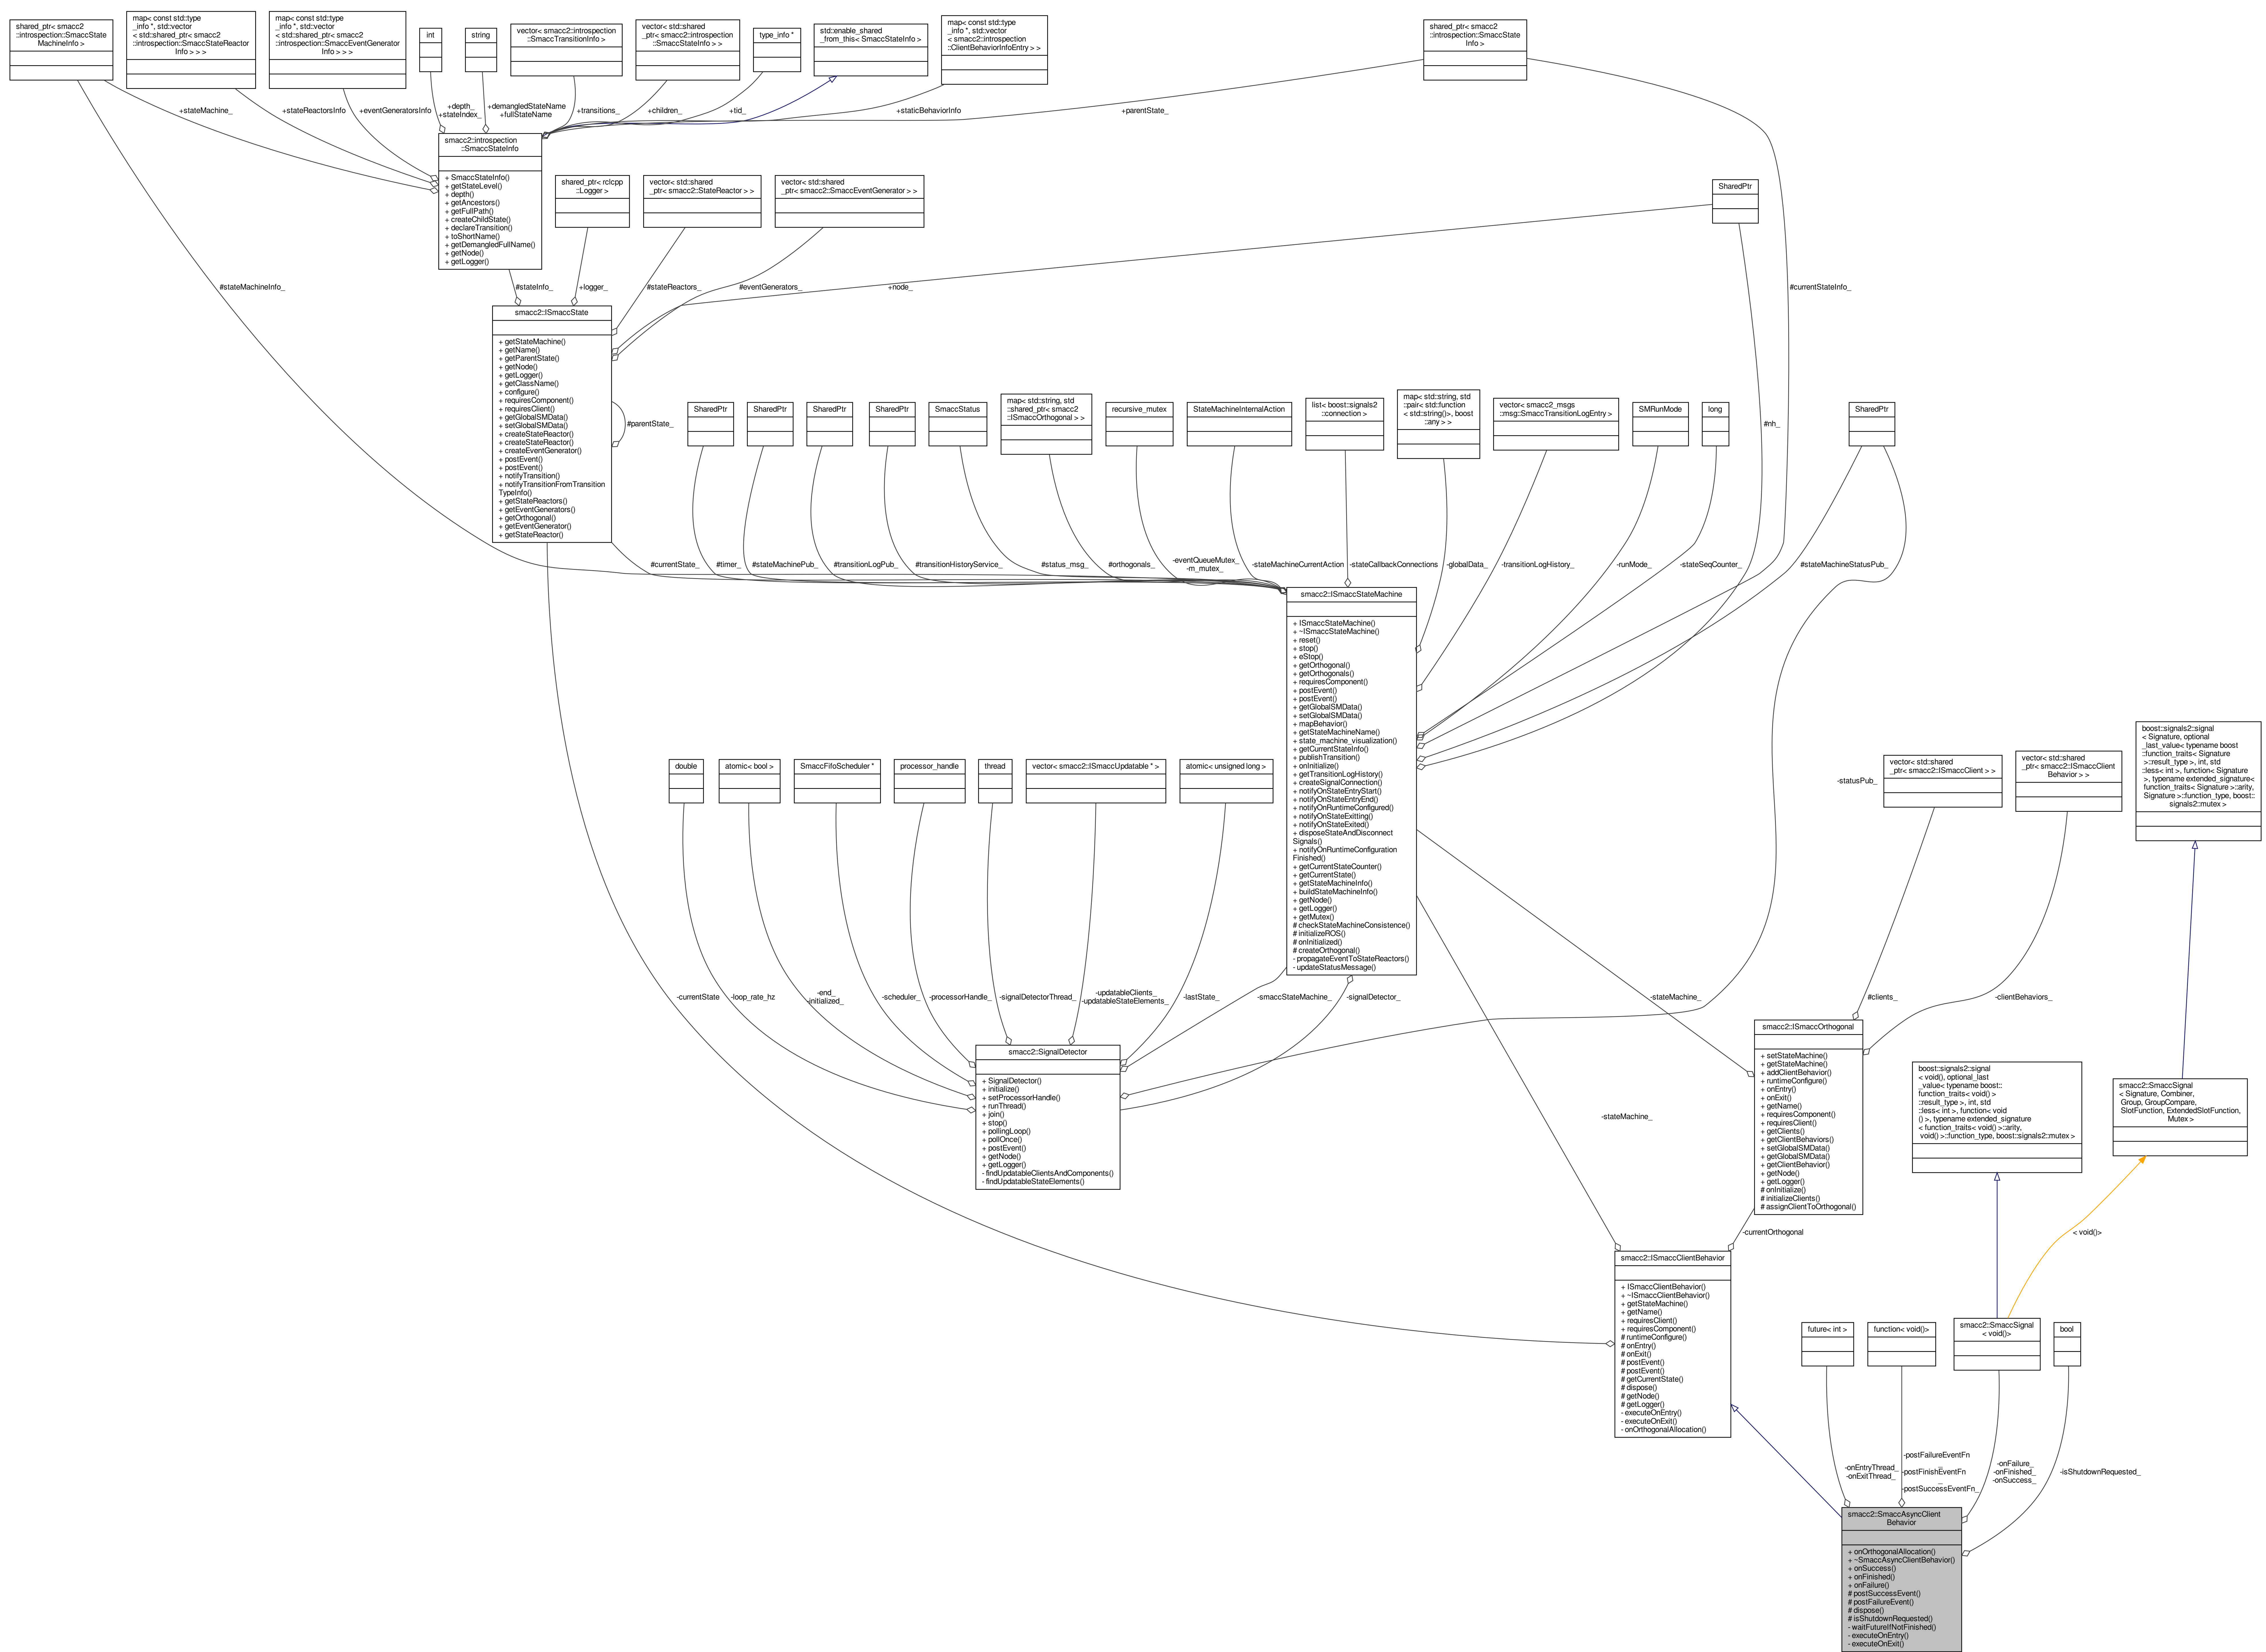 shared_ptr< smacc2
::introspection::SmaccState
MachineInfo >
map< const std::type
_info *, std::vector
< std::shared_ptr< smacc2
::introspection::SmaccStateReactor
Info > > >
map< const std::type
_info *, std::vector
< std::shared_ptr< smacc2
::introspection::SmaccEventGenerator
Info > > >
int
string
vector< smacc2::introspection
::SmaccTransitionInfo >
vector< std::shared
_ptr< smacc2::introspection
::SmaccStateInfo > >
type_info *
std::enable_shared
_from_this< SmaccStateInfo >
map< const std::type
_info *, std::vector
< smacc2::introspection
::ClientBehaviorInfoEntry > >
shared_ptr< smacc2
::introspection::SmaccState
Info >
+stateMachine_
+stateReactorsInfo
+eventGeneratorsInfo
+depth_
+stateIndex_
+demangledStateName
+fullStateName
+transitions_
+children_
+tid_
+staticBehaviorInfo
+parentState_
smacc2::introspection
::SmaccStateInfo
+ SmaccStateInfo()
+ getStateLevel()
+ depth()
+ getAncestors()
+ getFullPath()
+ createChildState()
+ declareTransition()
+ toShortName()
+ getDemangledFullName()
+ getNode()
+ getLogger()
shared_ptr< rclcpp
::Logger >
vector< std::shared
_ptr< smacc2::StateReactor > >
vector< std::shared
_ptr< smacc2::SmaccEventGenerator > >
SharedPtr
#stateMachineInfo_
#stateInfo_
+logger_
#stateReactors_
#eventGenerators_
+node_
#currentStateInfo_
smacc2::ISmaccState
+ getStateMachine()
+ getName()
+ getParentState()
+ getNode()
+ getLogger()
+ getClassName()
+ configure()
+ requiresComponent()
+ requiresClient()
+ getGlobalSMData()
+ setGlobalSMData()
+ createStateReactor()
+ createStateReactor()
+ createEventGenerator()
+ postEvent()
+ postEvent()
+ notifyTransition()
+ notifyTransitionFromTransition
TypeInfo()
+ getStateReactors()
+ getEventGenerators()
+ getOrthogonal()
+ getEventGenerator()
+ getStateReactor()
#parentState_
SharedPtr
SharedPtr
SharedPtr
SharedPtr
SmaccStatus
map< std::string, std
::shared_ptr< smacc2
::ISmaccOrthogonal > >
recursive_mutex
StateMachineInternalAction
list< boost::signals2
::connection >
map< std::string, std
::pair< std::function
< std::string()>, boost
::any > >
vector< smacc2_msgs
::msg::SmaccTransitionLogEntry >
SMRunMode
long
#nh_
SharedPtr
#currentState_
#timer_
#stateMachinePub_
#transitionLogPub_
#transitionHistoryService_
#status_msg_
#orthogonals_
-eventQueueMutex_
-m_mutex_
-stateMachineCurrentAction
-stateCallbackConnections
-globalData_
-transitionLogHistory_
-runMode_
-stateSeqCounter_
#stateMachineStatusPub_
smacc2::ISmaccStateMachine
+ ISmaccStateMachine()
+ ~ISmaccStateMachine()
+ reset()
+ stop()
+ eStop()
+ getOrthogonal()
+ getOrthogonals()
+ requiresComponent()
+ postEvent()
+ postEvent()
+ getGlobalSMData()
+ setGlobalSMData()
+ mapBehavior()
+ getStateMachineName()
+ state_machine_visualization()
+ getCurrentStateInfo()
+ publishTransition()
+ onInitialize()
+ getTransitionLogHistory()
+ createSignalConnection()
+ notifyOnStateEntryStart()
+ notifyOnStateEntryEnd()
+ notifyOnRuntimeConfigured()
+ notifyOnStateExitting()
+ notifyOnStateExited()
+ disposeStateAndDisconnect
Signals()
+ notifyOnRuntimeConfiguration
Finished()
+ getCurrentStateCounter()
+ getCurrentState()
+ getStateMachineInfo()
+ buildStateMachineInfo()
+ getNode()
+ getLogger()
+ getMutex()
# checkStateMachineConsistence()
# initializeROS()
# onInitialized()
# createOrthogonal()
- propagateEventToStateReactors()
- updateStatusMessage()
double
atomic< bool >
SmaccFifoScheduler *
processor_handle
thread
vector< smacc2::ISmaccUpdatable * >
atomic< unsigned long >
-statusPub_
vector< std::shared
_ptr< smacc2::ISmaccClient > >
vector< std::shared
_ptr< smacc2::ISmaccClient
Behavior > >
boost::signals2::signal
< Signature, optional
_last_value< typename boost
::function_traits< Signature
>::result_type >, int, std
::less< int >, function< Signature
>, typename extended_signature<
function_traits< Signature >::arity,
Signature >::function_type, boost::
signals2::mutex >
-currentState
-loop_rate_hz
-end_
-initialized_
-scheduler_
-processorHandle_
-signalDetectorThread_
-updatableClients_
-updatableStateElements_
-lastState_
-smaccStateMachine_
-signalDetector_
-stateMachine_
#clients_
-clientBehaviors_
smacc2::SignalDetector
+ SignalDetector()
+ initialize()
+ setProcessorHandle()
+ runThread()
+ join()
+ stop()
+ pollingLoop()
+ pollOnce()
+ postEvent()
+ getNode()
+ getLogger()
- findUpdatableClientsAndComponents()
- findUpdatableStateElements()
smacc2::ISmaccOrthogonal
+ setStateMachine()
+ getStateMachine()
+ addClientBehavior()
+ runtimeConfigure()
+ onEntry()
+ onExit()
+ getName()
+ requiresComponent()
+ requiresClient()
+ getClients()
+ getClientBehaviors()
+ setGlobalSMData()
+ getGlobalSMData()
+ getClientBehavior()
+ getNode()
+ getLogger()
# onInitialize()
# initializeClients()
# assignClientToOrthogonal()
boost::signals2::signal
< void(), optional_last
_value< typename boost::
function_traits< void() >
::result_type >, int, std
::less< int >, function< void
() >, typename extended_signature
< function_traits< void() >::arity,
void() >::function_type, boost::signals2::mutex >
smacc2::SmaccSignal
< Signature, Combiner,
Group, GroupCompare,
SlotFunction, ExtendedSlotFunction,
Mutex >
-stateMachine_
-currentOrthogonal
< void()>
smacc2::ISmaccClientBehavior
+ ISmaccClientBehavior()
+ ~ISmaccClientBehavior()
+ getStateMachine()
+ getName()
+ requiresClient()
+ requiresComponent()
# runtimeConfigure()
# onEntry()
# onExit()
# postEvent()
# postEvent()
# getCurrentState()
# dispose()
# getNode()
# getLogger()
- executeOnEntry()
- executeOnExit()
- onOrthogonalAllocation()
future< int >
function< void()>
smacc2::SmaccSignal
< void()>
bool
-onEntryThread_
-onExitThread_
-postFailureEventFn
_
-postFinishEventFn
_
-postSuccessEventFn_
-onFailure_
-onFinished_
-onSuccess_
-isShutdownRequested_
smacc2::SmaccAsyncClient
Behavior
+ onOrthogonalAllocation()
+ ~SmaccAsyncClientBehavior()
+ onSuccess()
+ onFinished()
+ onFailure()
# postSuccessEvent()
# postFailureEvent()
# dispose()
# isShutdownRequested()
- waitFutureIfNotFinished()
- executeOnEntry()
- executeOnExit()